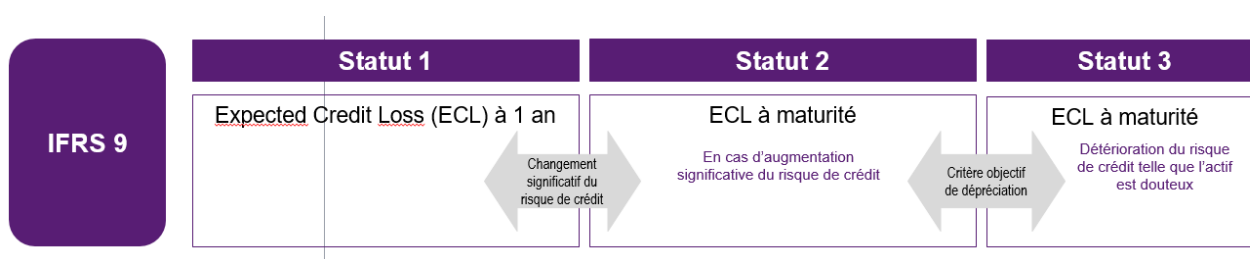 IFRS 9
Statut 1
Expected Credit Loss (ECL) à 1 an
Changement
significatif du
risque de crédit
Statut 2
ECL à maturité
En cas d’augmentation
significative du risque de crédit
Critère objectif
de dépréciation
Statut 3
ECL à maturité
Détérioration du risque
de crédit telle que l’actif
est douteux